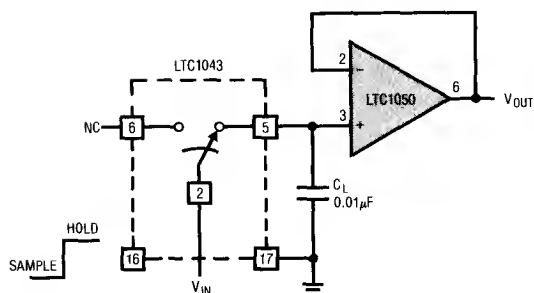 LTC1043
2
−
LTC1050
6
VOUT
3
+
NC
6
5
2
CL
0.01µF
HOLD
SAMPLE
16
17
VIN